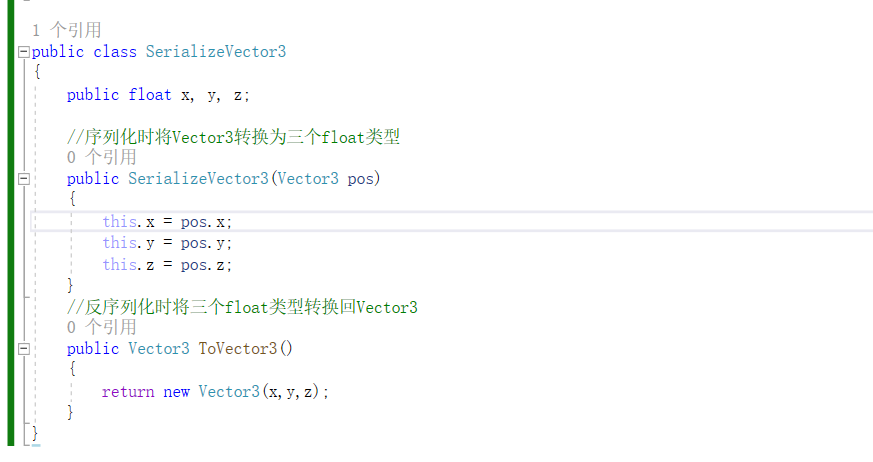 1 个引用
public class SerializeVector3
{
public float x, y, z;
//序列化时将Vector3转换为三个float类型
0 个引用
public SerializeVector3(Vector3 pos)
{
this.x = pos.x;
this.y = pos.y;
this.z = pos.z;
}
//反序列化时将三个float类型转换回Vector3
0 个引用
public Vector3 ToVector3()
{
return new Vector3(x,y,z);
}
}